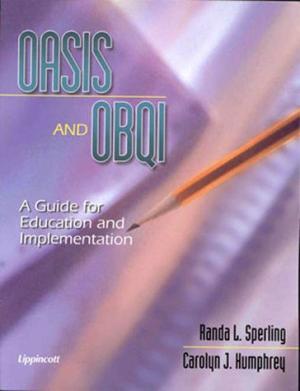 OASIS
AND
OBQI
A Guide for
Education and
Implementation
Randa L. Sperling
Carolyn J. Humphrey
Lippincott